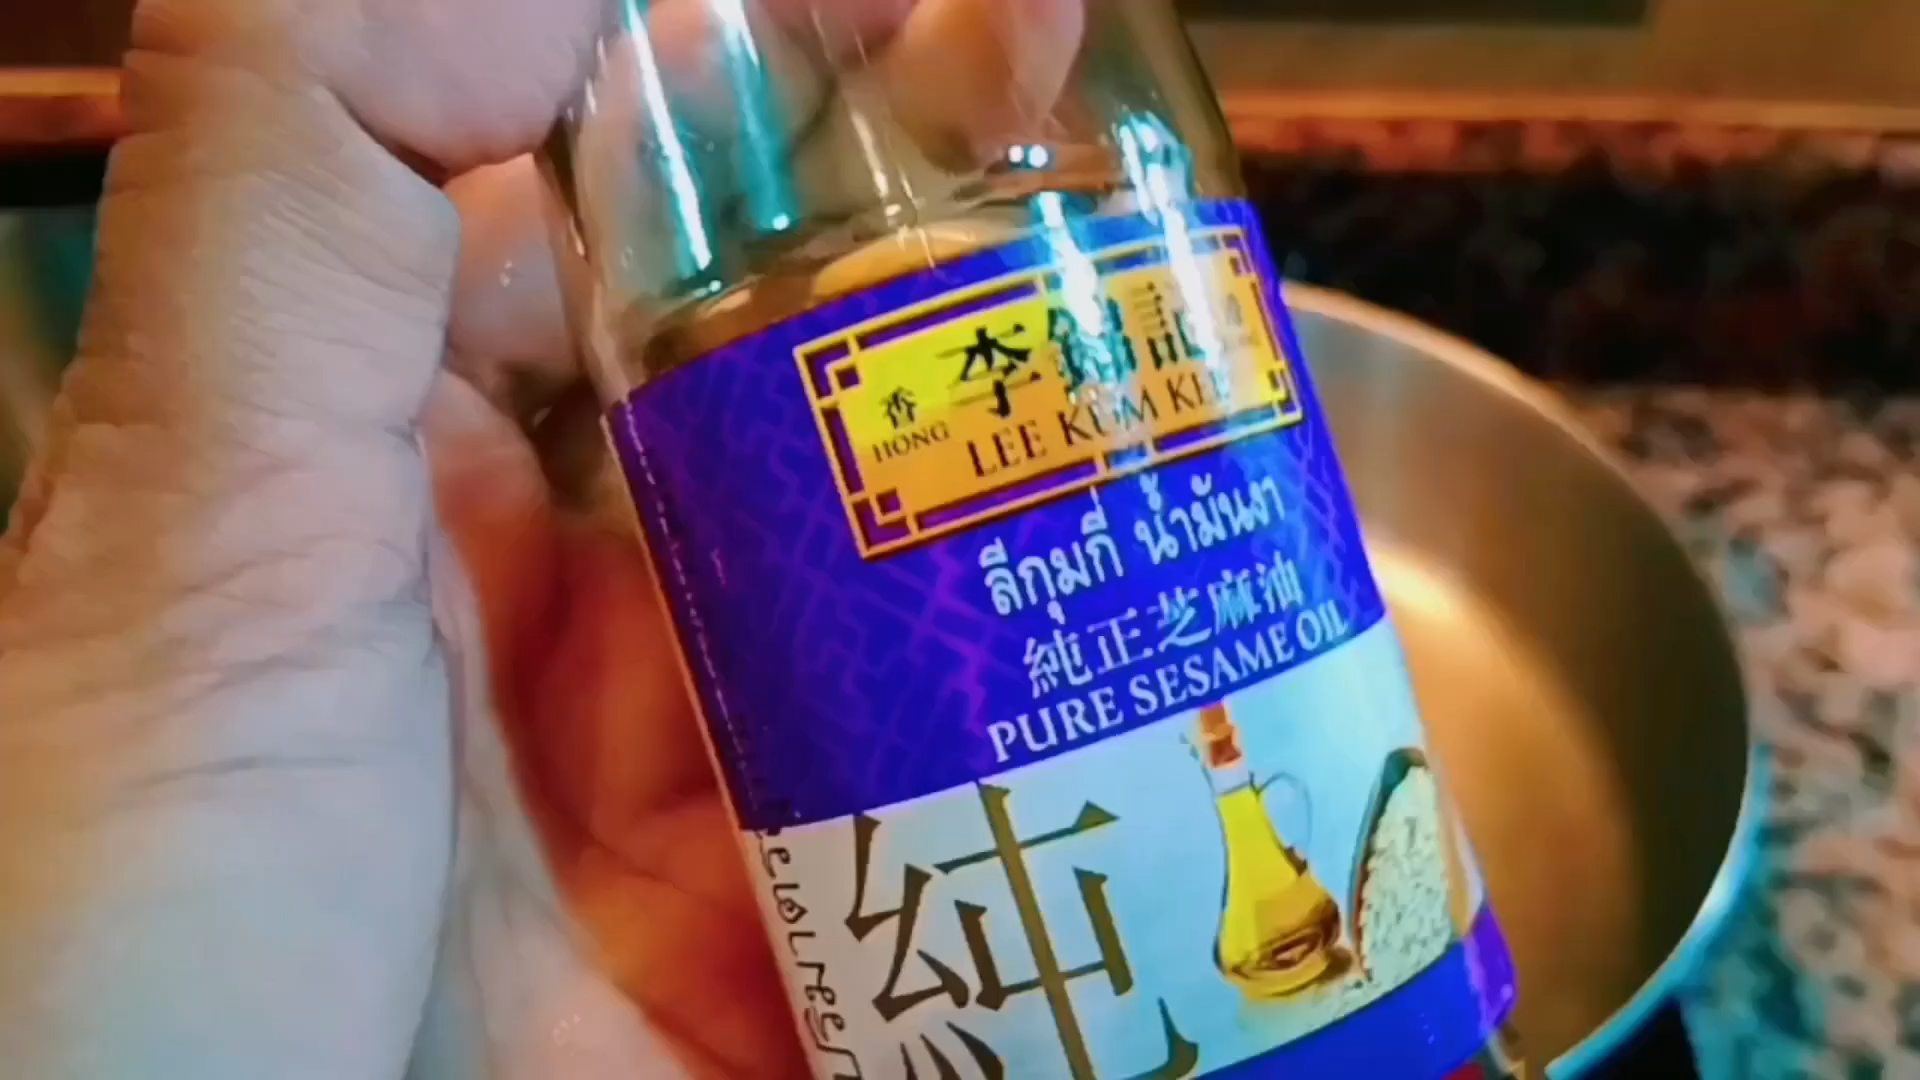 李錦記
香
HONG
LEE KUM KEE
ลีกุมกี่ น้ำมันงา
純正芝麻油
PURE SESAME OIL
純